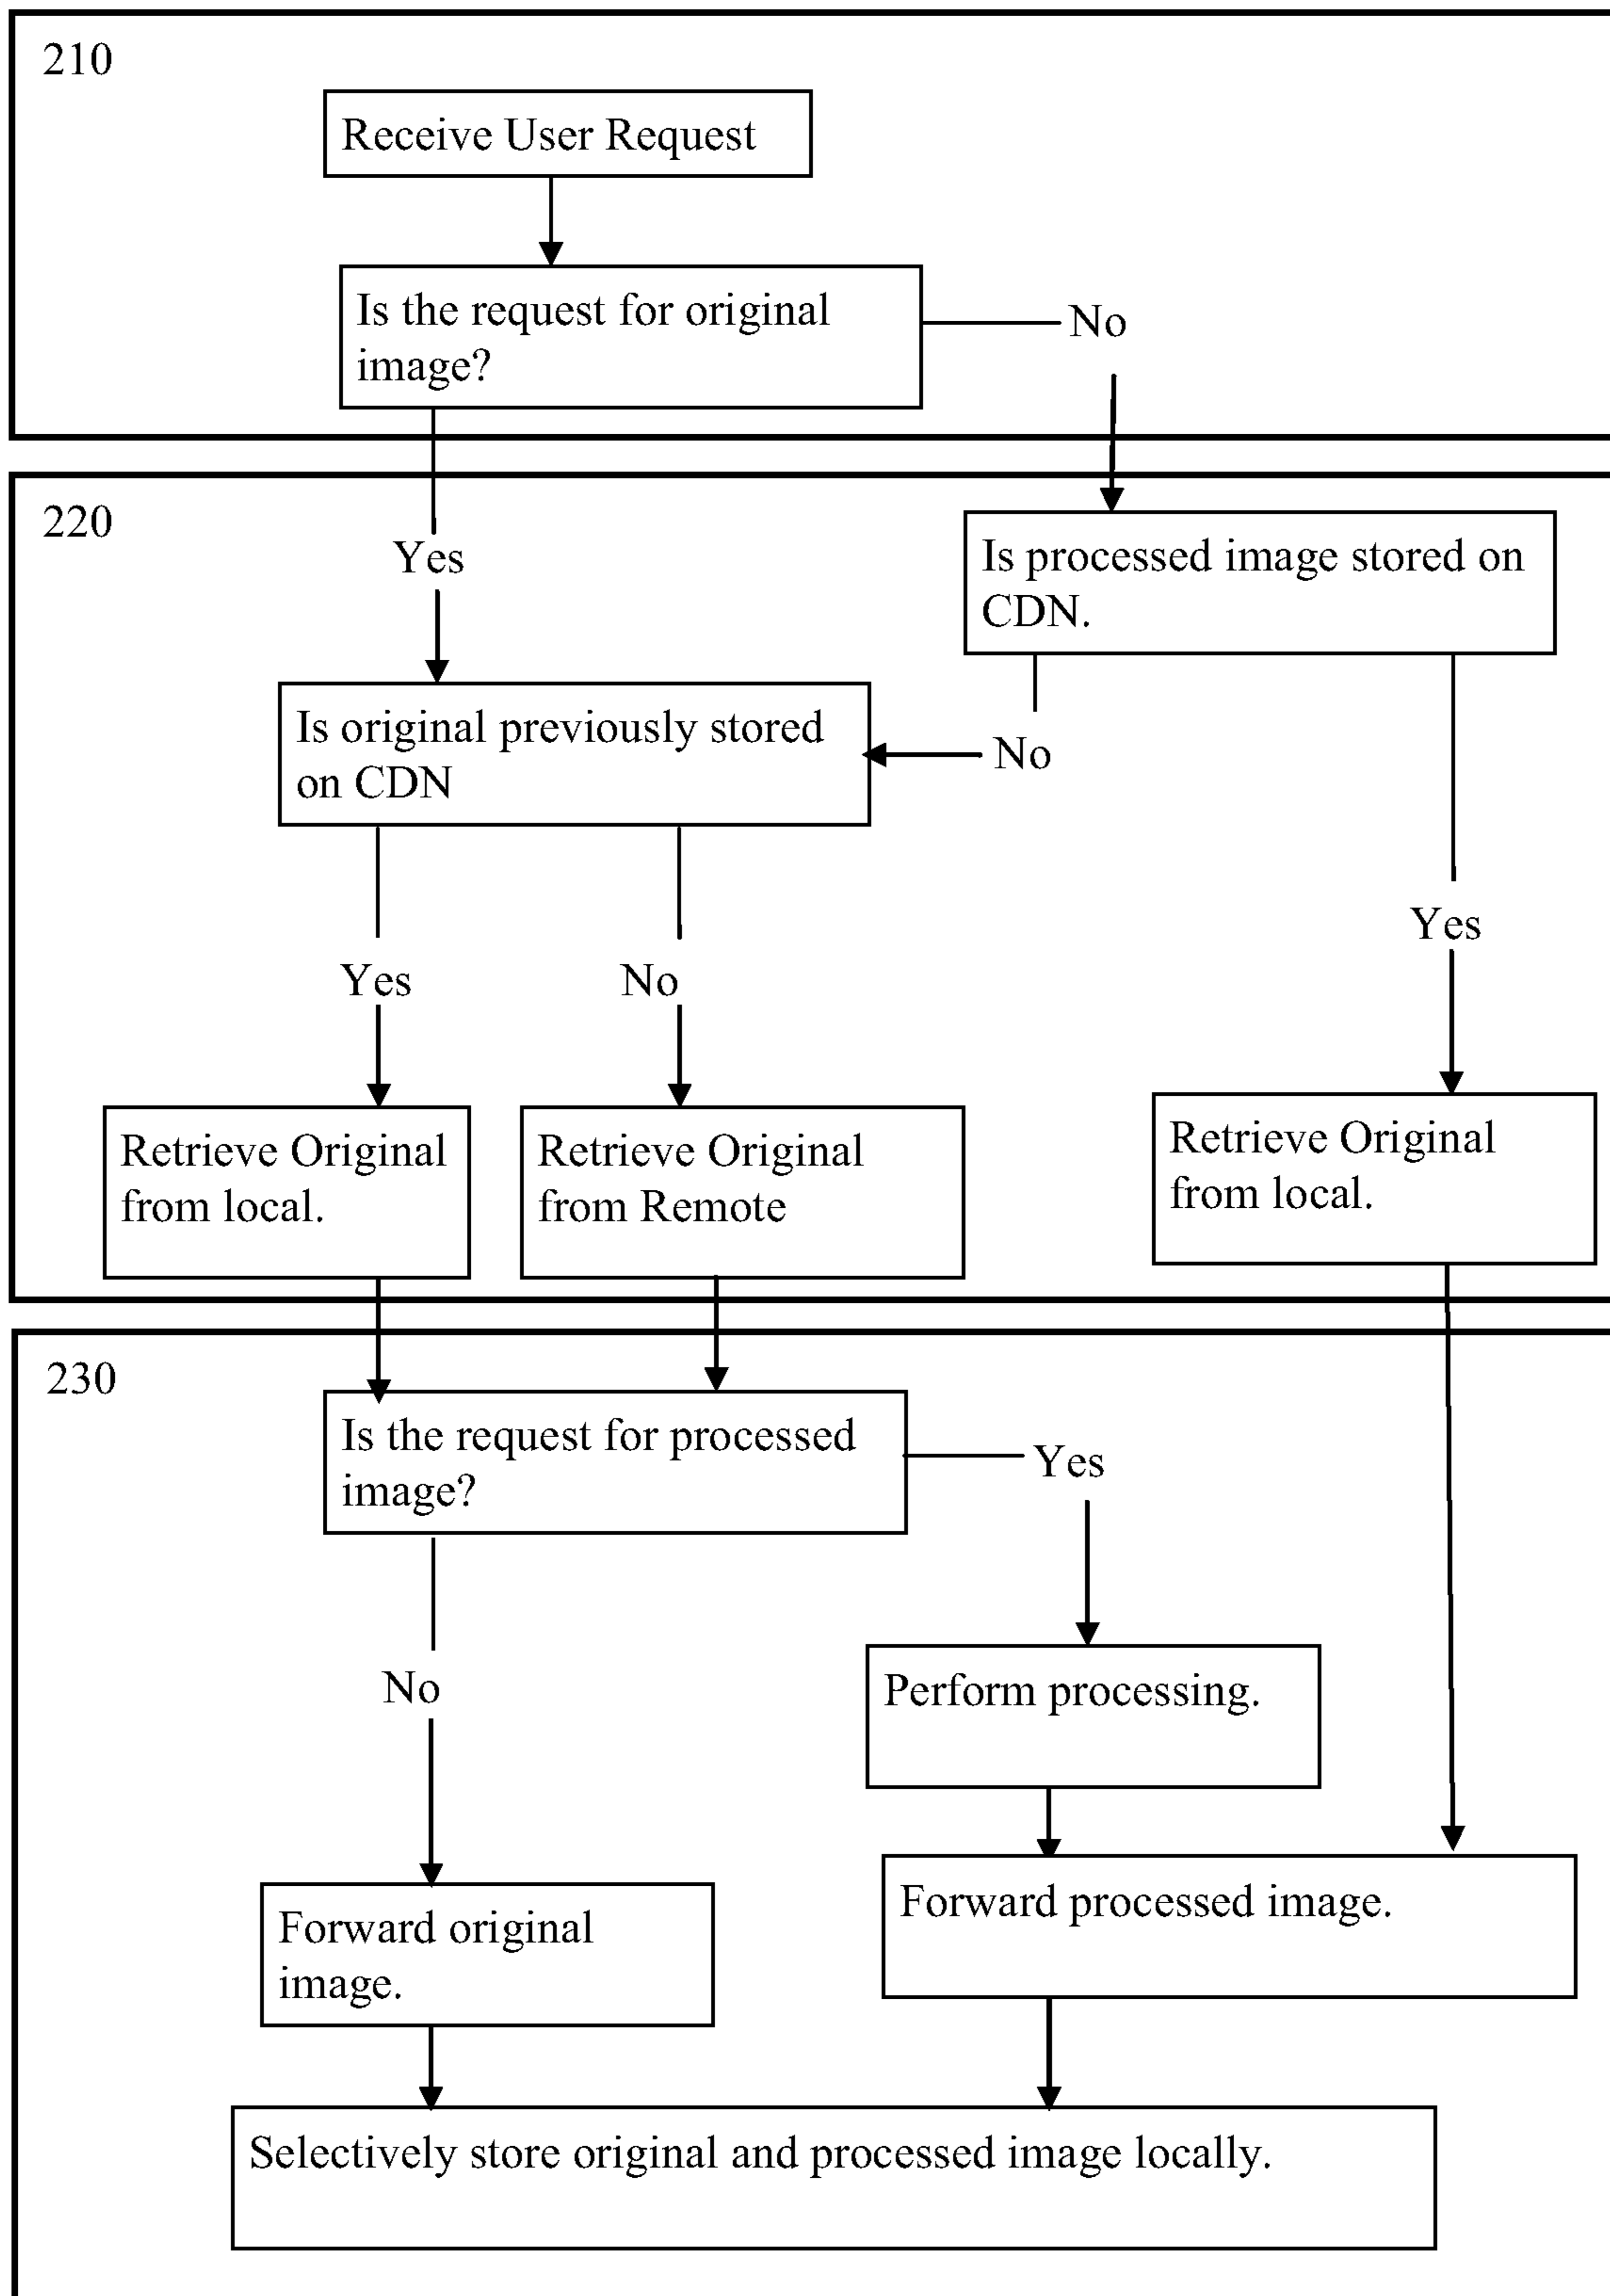 210
Receive User Request
Is the request for original
image?
No
220
Yes
Is processed image stored on
CDN.
Is original previously stored
on CDN
No
Yes
Yes
No
Retrieve Original
from local.
Retrieve Original
from Remote
Retrieve Original
from local.
230
Is the request for processed
image?
Yes
No
Perform processing.
Forward original
image.
Forward processed image.
Selectively store original and processed image locally.